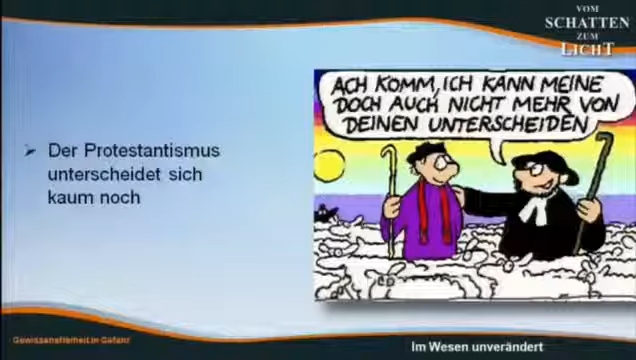 VOM
SCHATTEN
ZUM
LICHT
ACH KOMM, ICH KANN MEINE
DOCH AUCH NICHT MEHR VON
DEINEN UNTERSCHEIDEN
Der Protestantismus
unterscheidet sich
kaum noch
Gewissensfreiheit in Gefahr
Im Wesen unverändert